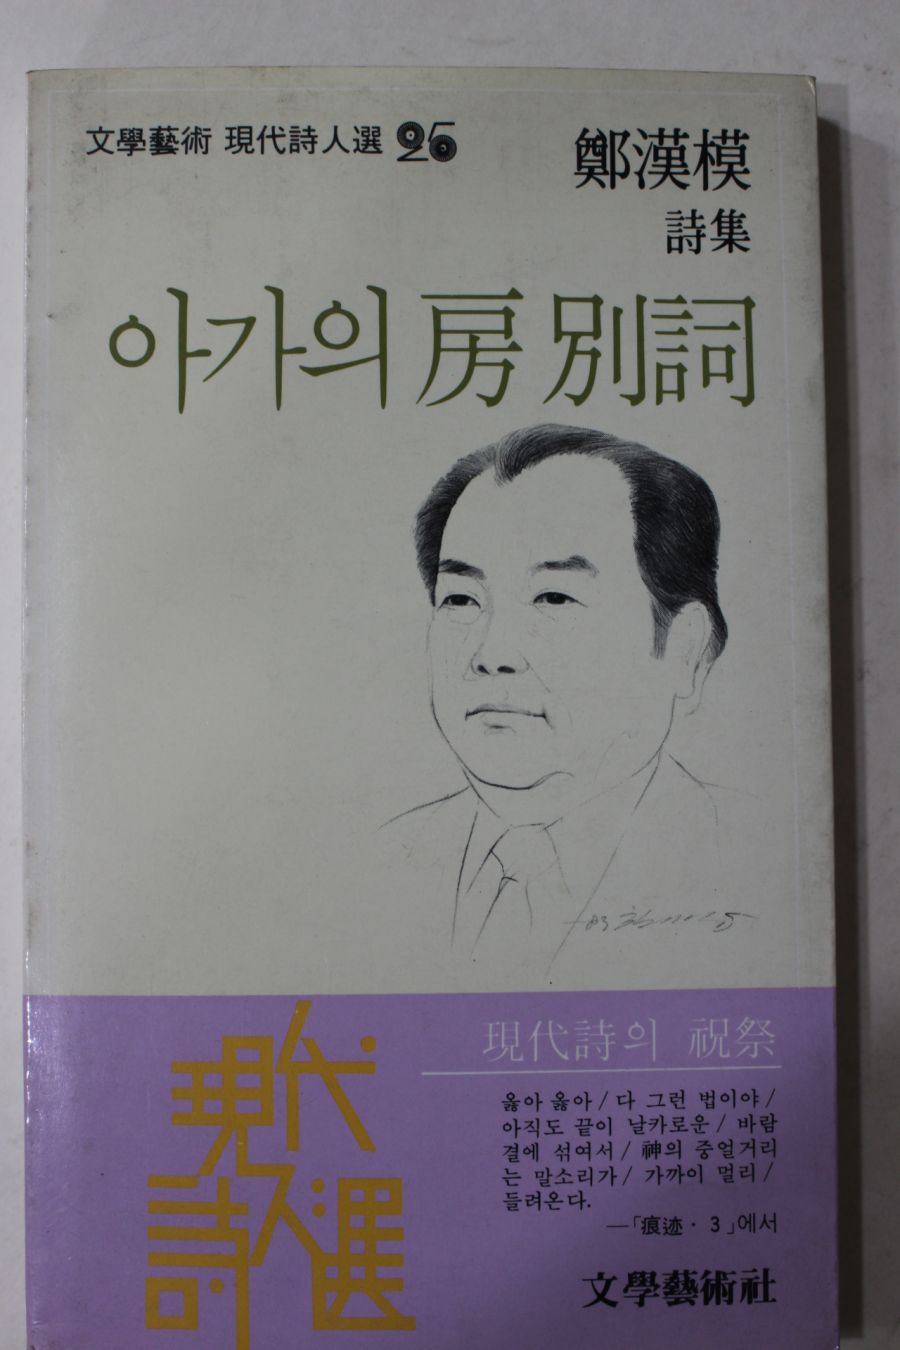 文學藝術 現代詩人選 25
鄭漢模
詩集
아가의 房 別詞
現代詩의 祝祭
옳아 옳아/ 다 그런 법이야/
아직도 끝이 날카로운/ 바람
결에 섞여서/ 神의 중얼거리
는 말소리가/ 가까이 멀리/
들려온다.
—「痕迹・3」에서
現代
詩人選
文學藝術社